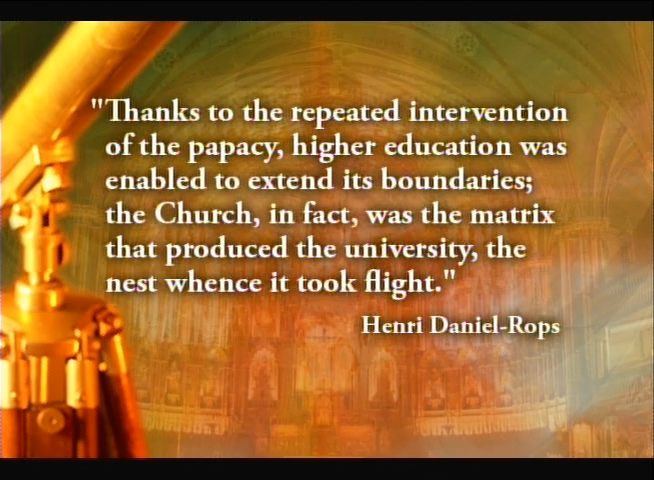 "Thanks to the repeated intervention
of the papacy, higher education was
enabled to extend its boundaries;
the Church, in fact, was the matrix
that produced the university, the
nest whence it took flight."
Henri Daniel-Rops